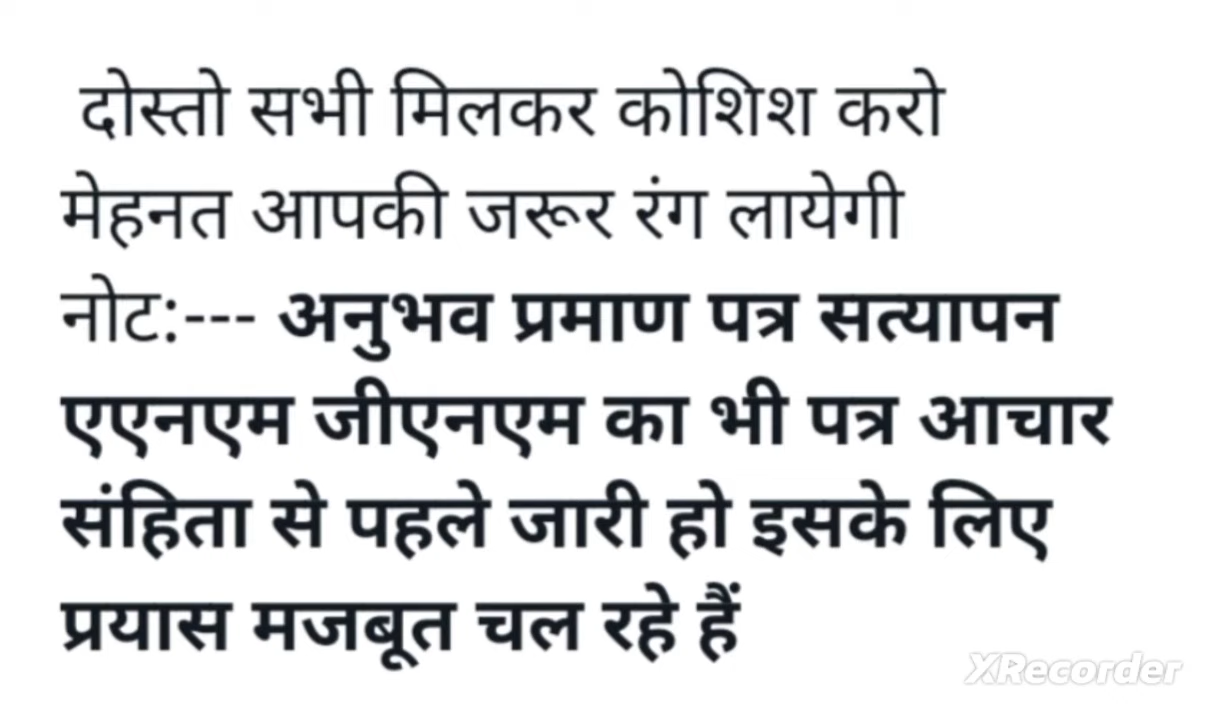 दोस्तो सभी मिलकर कोशिश करो
मेहनत आपकी जरूर रंग लायेगी
नोट:--- अनुभव प्रमाण पत्र सत्यापन
एएनएम जीएनएम का भी पत्र आचार
संहिता से पहले जारी हो इसके लिए
प्रयास मजबूत चल रहे हैं
XRecorder